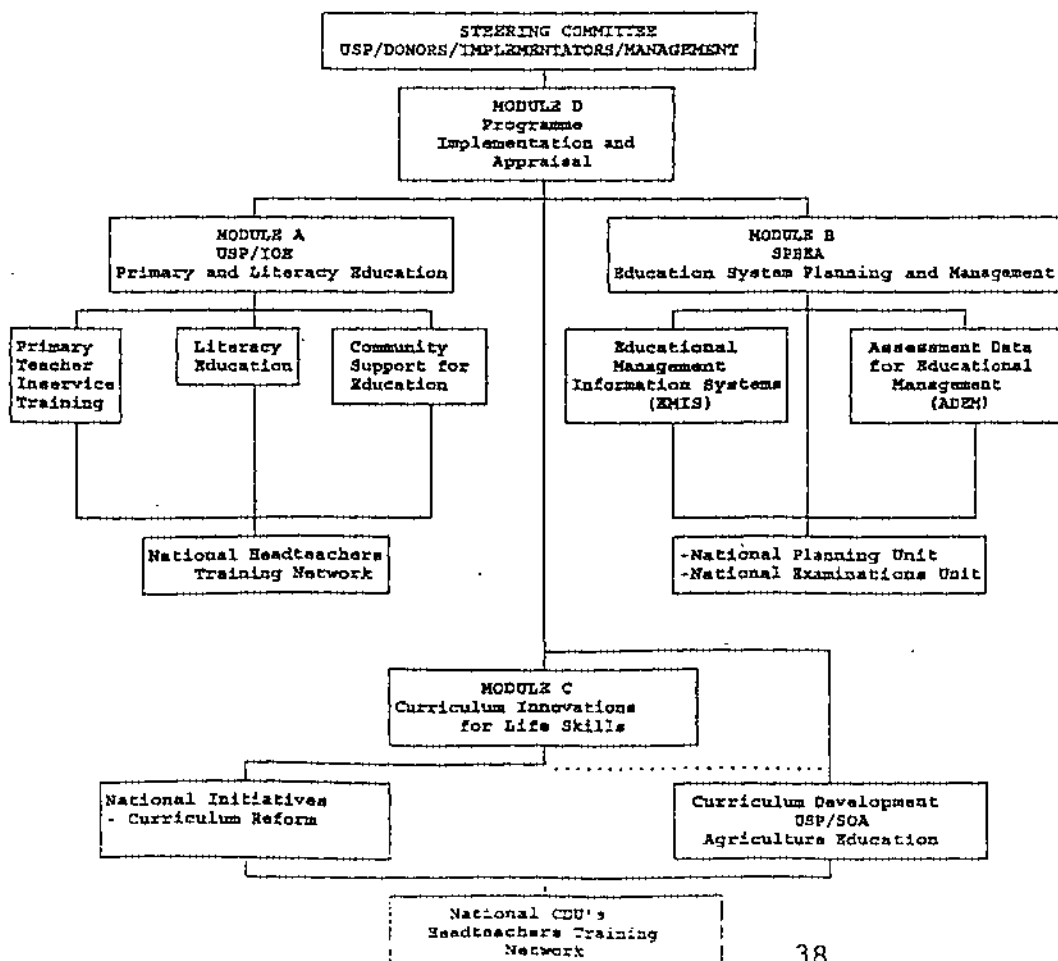 STEERING COMMITTEE
USP/DONORS/IMPLEMENTATORS/MANAGEMENT
MODULE D
Programme
Implementation and
Appraisal
MODULE A
USP/IOE
Primary and Literacy Education
MODULE B
SPBEA
Education System Planning and Management
Primary
Teacher
Inservice
Training
Literacy
Education
Community
Support for
Education
Educational
Management
Information Systems
(EMIS)
Assessment Data
for Educational
Management
(ADEM)
National Headteachers
Training Network
-National Planning Unit
-National Examinations Unit
MODULE C
Curriculum Innovations
for Life Skills
National Initiatives
- Curriculum Reform
Curriculum Development
USP/SOA
Agriculture Education
National CDU's
Headteachers Training
Network
38